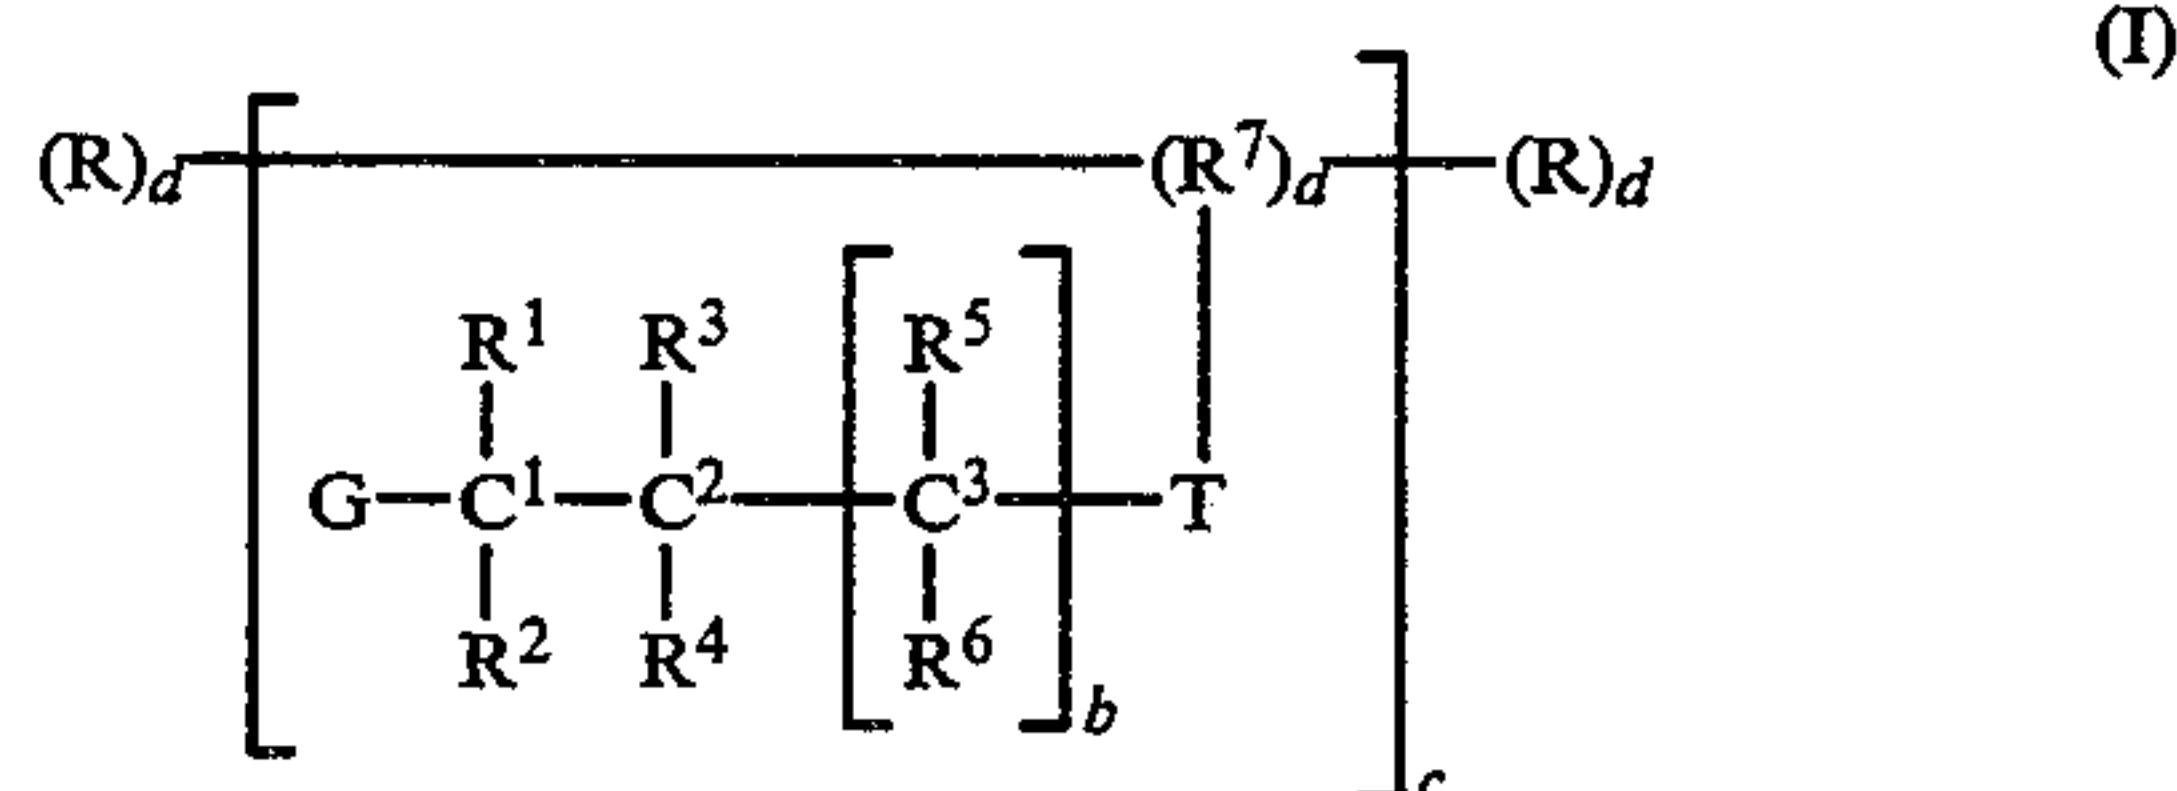 (I)
(R)d (R⁷)d (R)d
R¹ R³ R⁵
G C¹ C² C³ T
R² R⁴ R⁶
b
c